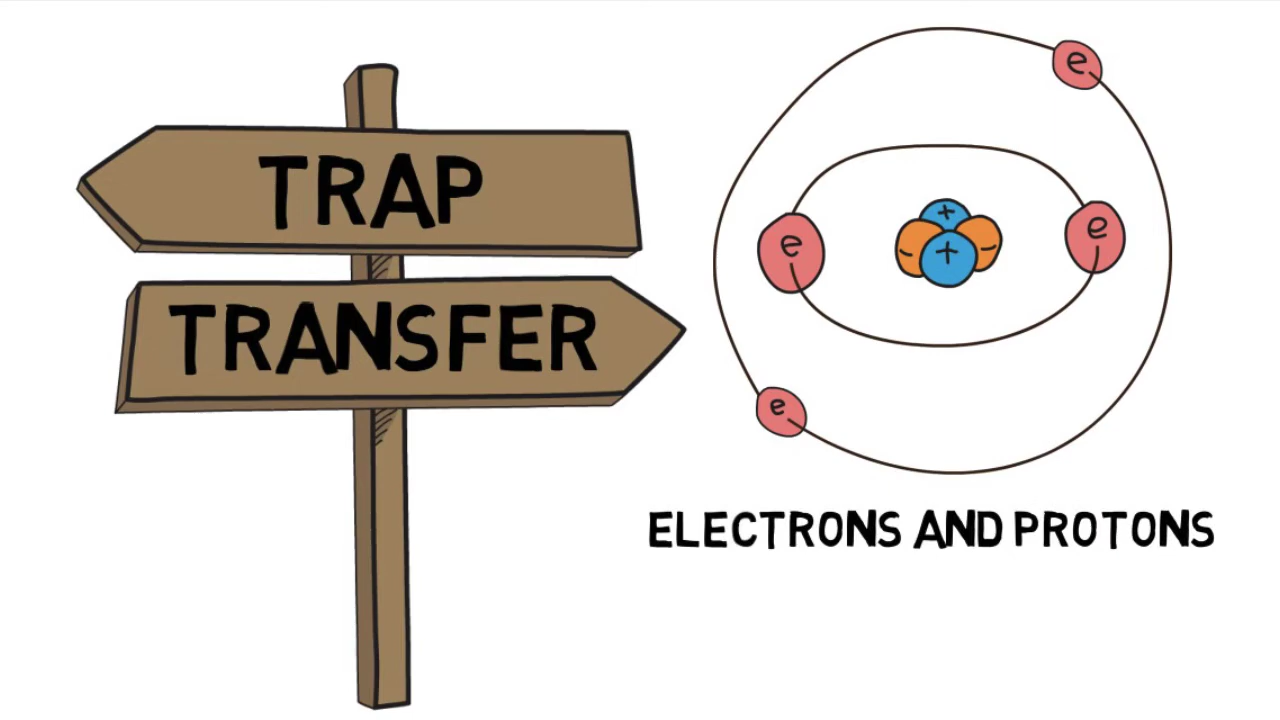 TRAP
TRANSFER
e
e
e
e
+
+
-
-
ELECTRONS AND PROTONS